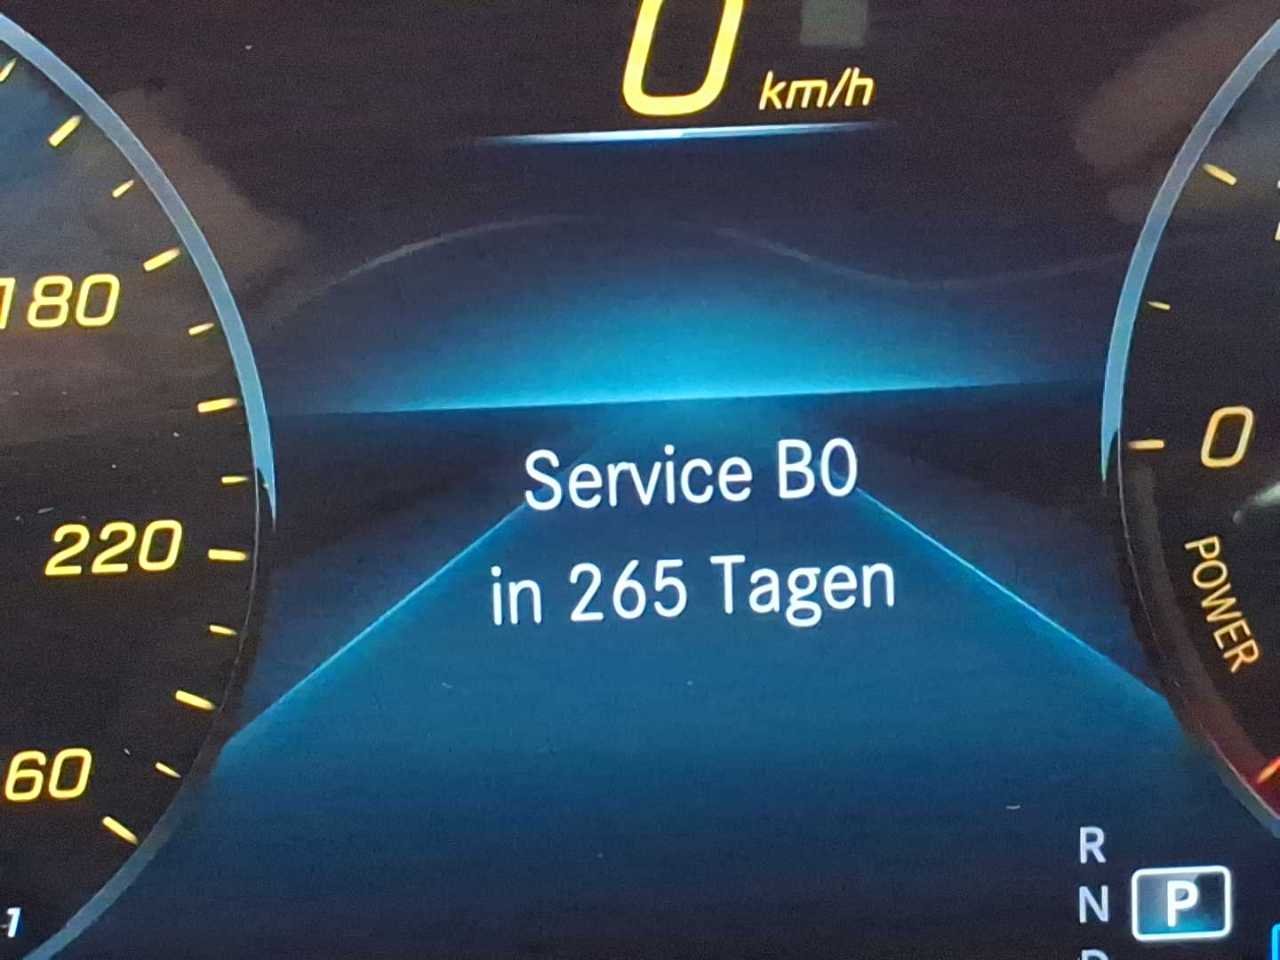 0 km/h
180
220
60
Service B0
in 265 Tagen
0
POWER
R
N
P